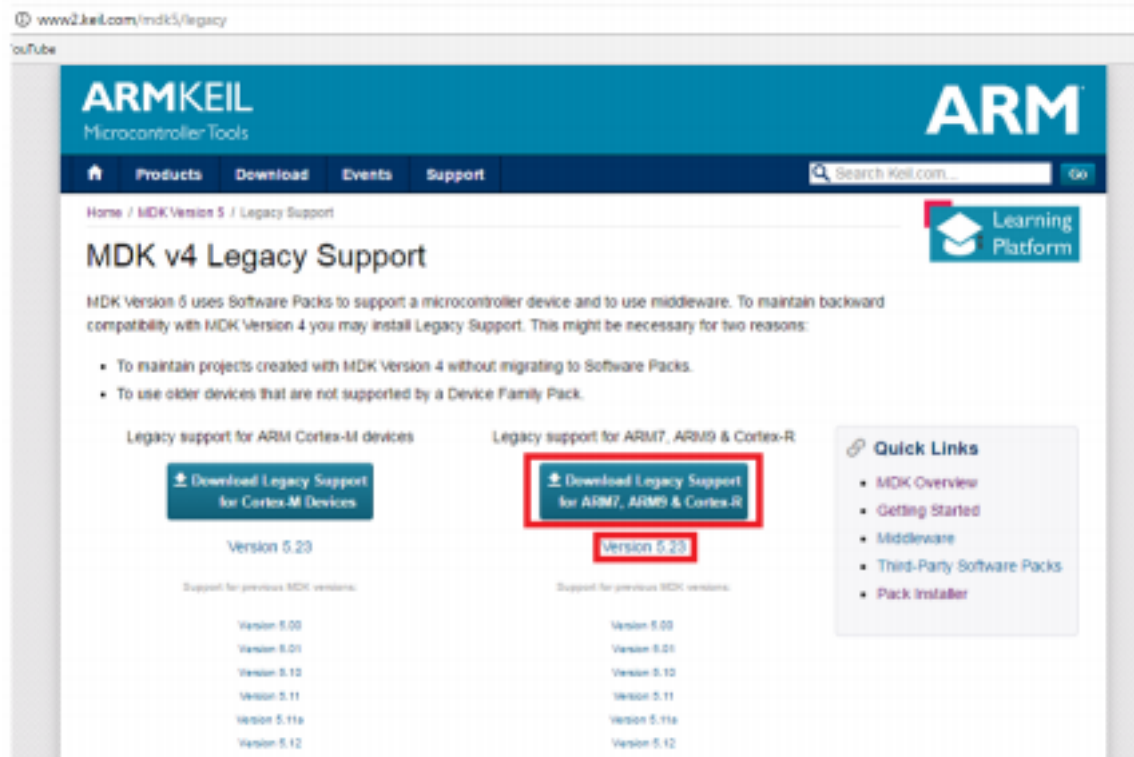 www2.keil.com/mdk5/legacy
YouTube
ARMKEIL
Microcontroller Tools
ARM
Products Download Events Support
Search Keil.com... Go
Home / MDK Version 5 / Legacy Support
Learning
Platform
MDK v4 Legacy Support
MDK Version 5 uses Software Packs to support a microcontroller device and to use middleware. To maintain backward
compatibility with MDK Version 4 you may install Legacy Support. This might be necessary for two reasons:
• To maintain projects created with MDK Version 4 without migrating to Software Packs.
• To use older devices that are not supported by a Device Family Pack.
Legacy support for ARM Cortex-M devices
Download Legacy Support
for Cortex-M Devices
Version 5.23
Support for previous MDK versions:
Version 5.00
Version 5.01
Version 5.10
Version 5.11
Version 5.11a
Version 5.12
Legacy support for ARM7, ARM9 & Cortex-R
Download Legacy Support
for ARM7, ARM9 & Cortex-R
Version 5.23
Support for previous MDK versions:
Version 5.00
Version 5.01
Version 5.10
Version 5.11
Version 5.11a
Version 5.12
Quick Links
• MDK Overview
• Getting Started
• Middleware
• Third-Party Software Packs
• Pack Installer